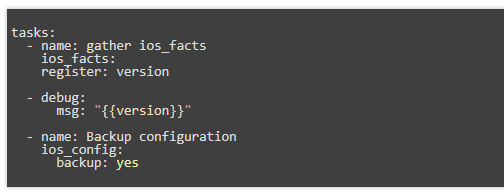 tasks:
  - name: gather ios_facts
    ios_facts:
    register: version

  - debug:
      msg: "{{version}}"

  - name: Backup configuration
    ios_config:
      backup: yes